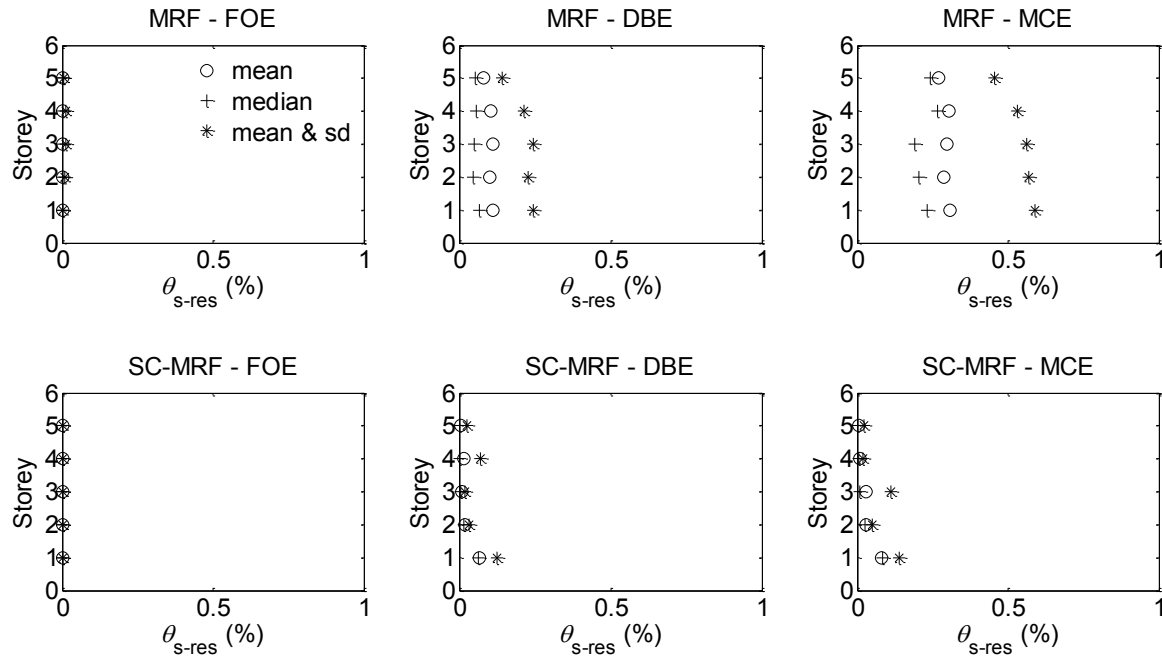 MRF - FOE
6
5
4
3
2
1
0
Storey
0
0.5
1
θs-res (%)
mean
median
mean & sd
MRF - DBE
6
5
4
3
2
1
0
Storey
0
0.5
1
θs-res (%)
MRF - MCE
6
5
4
3
2
1
0
Storey
0
0.5
1
θs-res (%)
SC-MRF - FOE
6
5
4
3
2
1
0
Storey
0
0.5
1
θs-res (%)
SC-MRF - DBE
6
5
4
3
2
1
0
Storey
0
0.5
1
θs-res (%)
SC-MRF - MCE
6
5
4
3
2
1
0
Storey
0
0.5
1
θs-res (%)